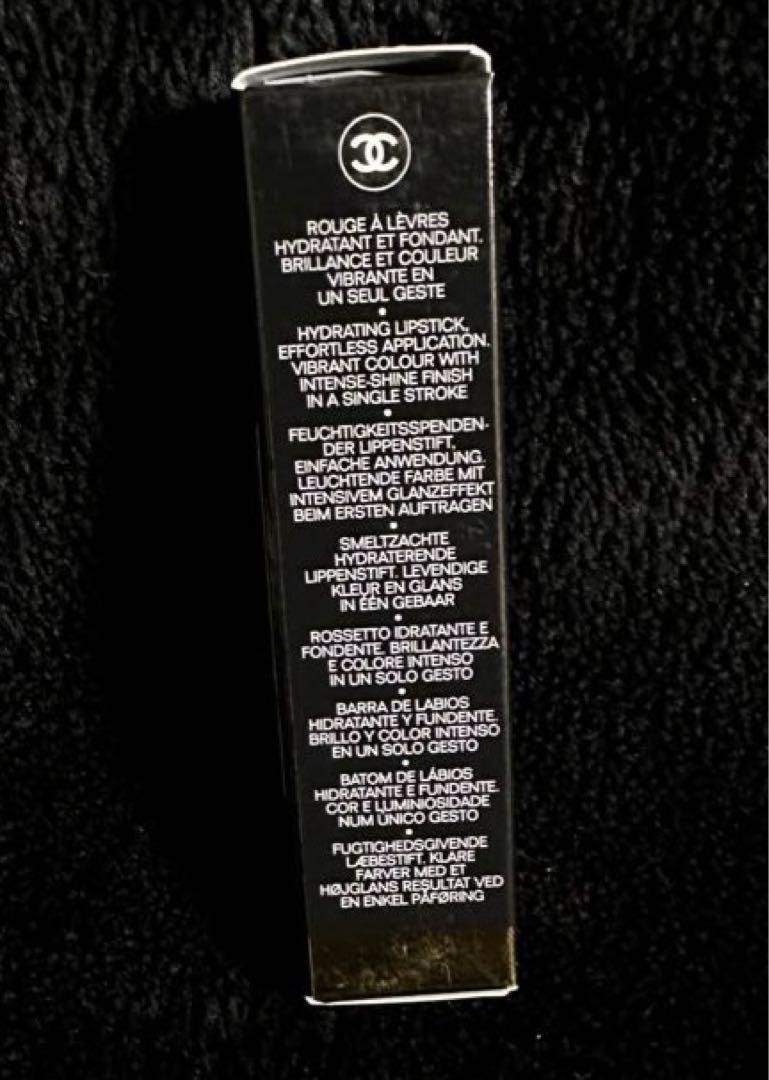 ROUGE À LÈVRES
HYDRATANT ET FONDANT.
BRILLANCE ET COULEUR
VIBRANTE EN
UN SEUL GESTE
•
HYDRATING LIPSTICK,
EFFORTLESS APPLICATION.
VIBRANT COLOUR WITH
INTENSE-SHINE FINISH
IN A SINGLE STROKE
•
FEUCHTIGKEITSSPENDEN-
DER LIPPENSTIFT,
EINFACHE ANWENDUNG.
LEUCHTENDE FARBE MIT
INTENSIVEM GLANZEFFEKT
BEIM ERSTEN AUFTRAGEN
•
SMELTZACHTE
HYDRATERENDE
LIPPENSTIFT. LEVENDIGE
KLEUR EN GLANS
IN ÉÉN GEBAAR
•
ROSSETTO IDRATANTE E
FONDENTE. BRILLANTEZZA
E COLORE INTENSO
IN UN SOLO GESTO
•
BARRA DE LABIOS
HIDRATANTE Y FUNDENTE.
BRILLO Y COLOR INTENSO
EN UN SOLO GESTO
•
BATOM DE LÁBIOS
HIDRATANTE E FUNDENTE.
COR E LUMINOSIDADE
NUM ÚNICO GESTO
•
FUGTIGHEDSGIVENDE
LÆBESTIFT. KLARE
FARVER MED ET
HØJGLANS RESULTAT VED
EN ENKEL PÅFØRING